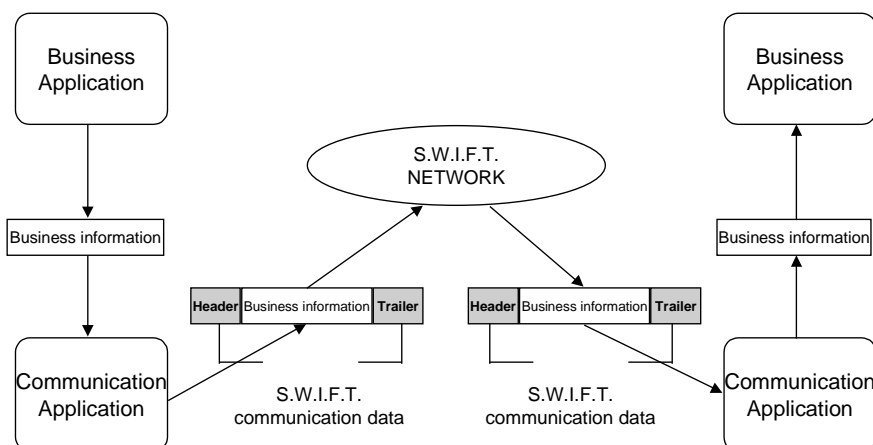 Business
Application
Business
Application
S.W.I.F.T.
NETWORK
Business information
Business information
Header Business information Trailer
Header Business information Trailer
Communication
Application
S.W.I.F.T.
communication data
S.W.I.F.T.
communication data
Communication
Application